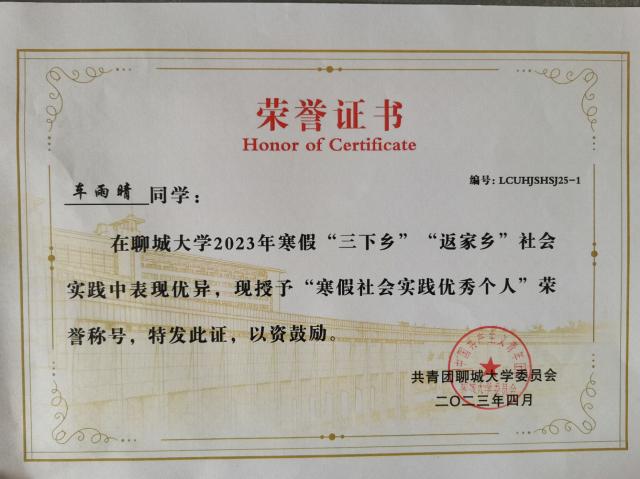 荣誉证书
Honor of Certificate
编号: LCUHJSHSJ25-1
车雨晴同学：
在聊城大学2023年寒假“三下乡”“返家乡”社会
实践中表现优异，现授予“寒假社会实践优秀个人”荣
誉称号，特发此证，以资鼓励。
共青团聊城大学委员会
二〇二三年四月